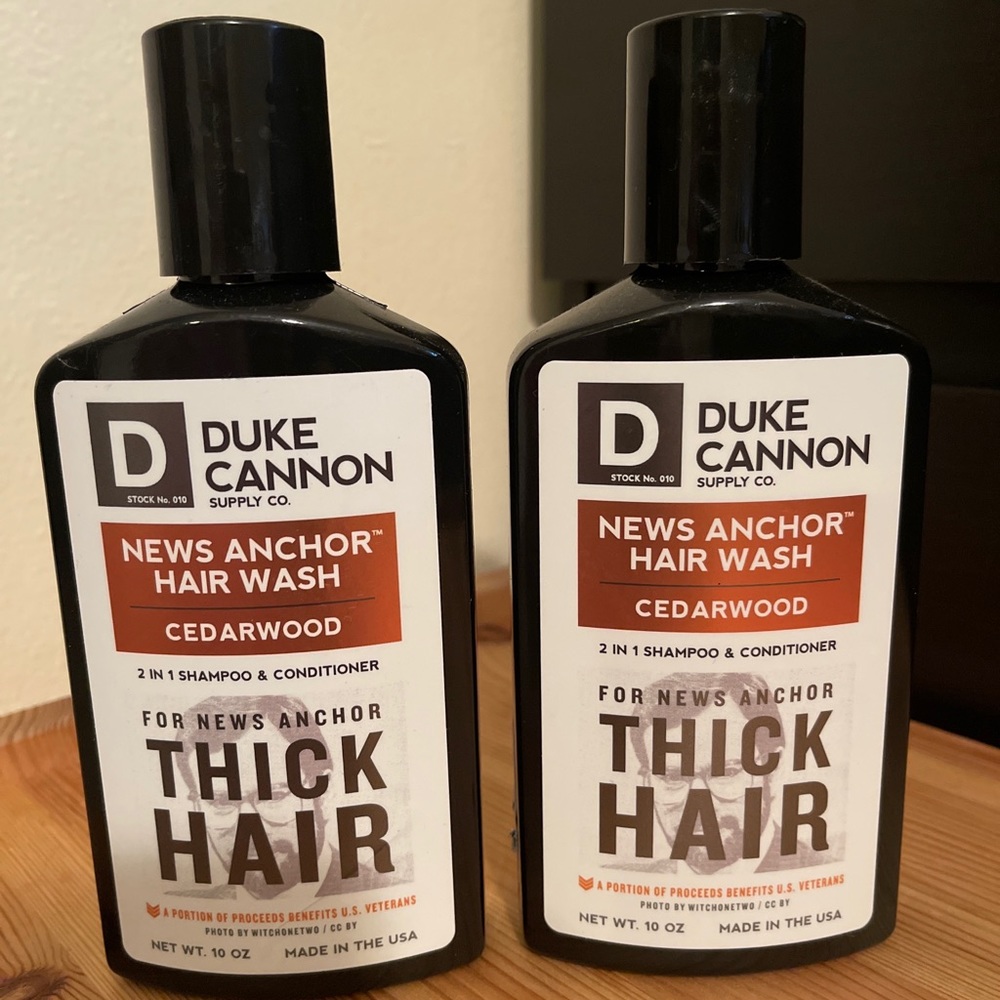 D
STOCK No. 010
DUKE
CANNON
SUPPLY CO.
NEWS ANCHOR™
HAIR WASH
CEDARWOOD
2 IN 1 SHAMPOO & CONDITIONER
FOR NEWS ANCHOR
THICK
HAIR
A PORTION OF PROCEEDS BENEFITS U.S. VETERANS
PHOTO BY WITCHONETWO / CC BY
NET WT. 10 OZ MADE IN THE USA
D
STOCK No. 010
DUKE
CANNON
SUPPLY CO.
NEWS ANCHOR™
HAIR WASH
CEDARWOOD
2 IN 1 SHAMPOO & CONDITIONER
FOR NEWS ANCHOR
THICK
HAIR
A PORTION OF PROCEEDS BENEFITS U.S. VETERANS
PHOTO BY WITCHONETWO / CC BY
NET WT. 10 OZ MADE IN THE USA